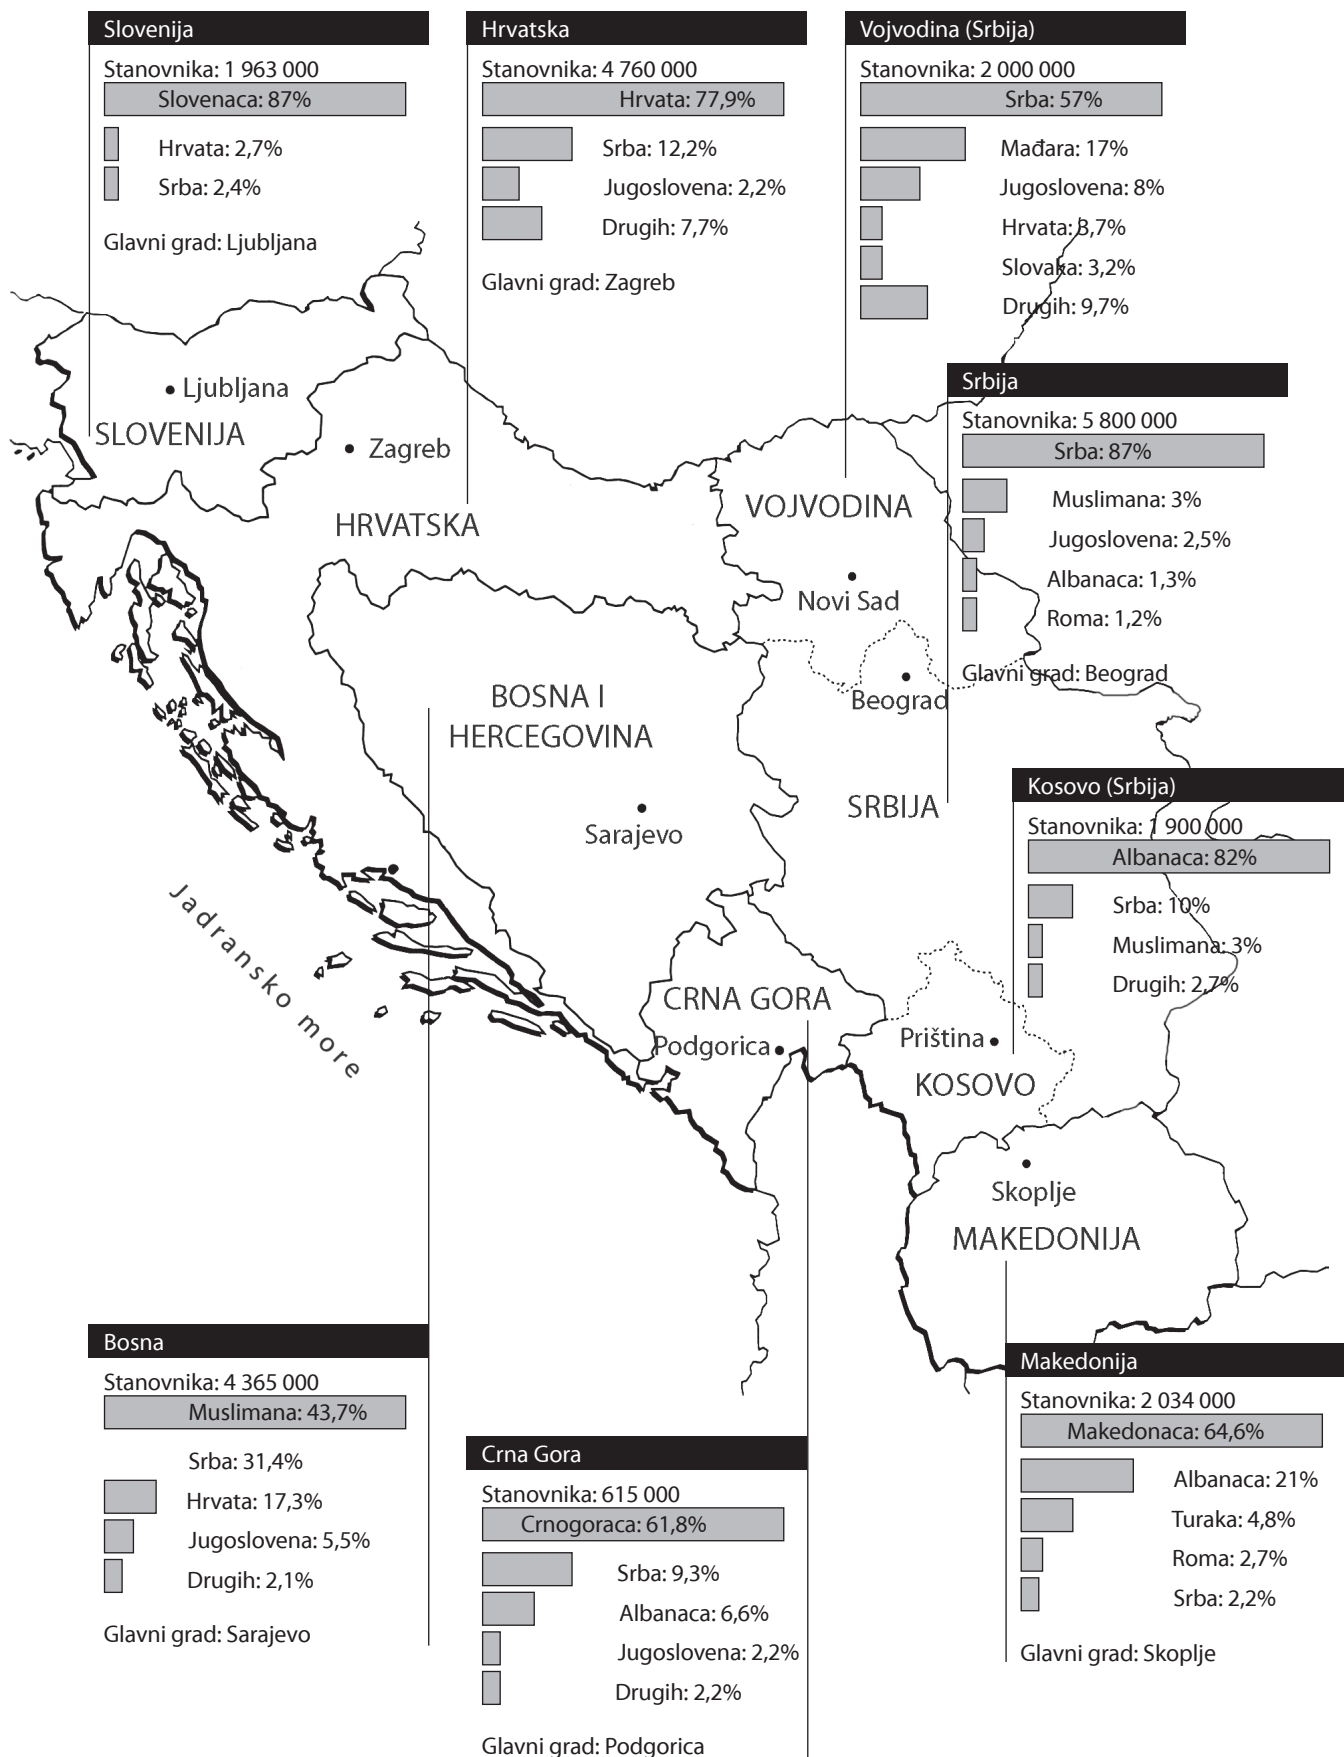 Slovenija
Stanovnika: 1 963 000
Slovenaca: 87%
Hrvata: 2,7%
Srba: 2,4%
Glavni grad: Ljubljana
Hrvatska
Stanovnika: 4 760 000
Hrvata: 77,9%
Srba: 12,2%
Jugoslovena: 2,2%
Drugih: 7,7%
Glavni grad: Zagreb
Vojvodina (Srbija)
Stanovnika: 2 000 000
Srba: 57%
Mađara: 17%
Jugoslovena: 8%
Hrvata: 3,7%
Slovaka: 3,2%
Drugih: 9,7%
Srbija
Stanovnika: 5 800 000
Srba: 87%
Muslimana: 3%
Jugoslovena: 2,5%
Albanaca: 1,3%
Roma: 1,2%
Glavni grad: Beograd
Ljubljana
SLOVENIJA
Zagreb
HRVATSKA
VOJVODINA
Novi Sad
Beograd
BOSNA I
HERCEGOVINA
Sarajevo
SRBIJA
Kosovo (Srbija)
Stanovnika: 1 900 000
Albanaca: 82%
Srba: 10%
Muslimana: 3%
Drugih: 2,7%
Jadransko more
CRNA GORA
Podgorica
Priština
KOSOVO
Skoplje
MAKEDONIJA
Bosna
Stanovnika: 4 365 000
Muslimana: 43,7%
Srba: 31,4%
Hrvata: 17,3%
Jugoslovena: 5,5%
Drugih: 2,1%
Glavni grad: Sarajevo
Crna Gora
Stanovnika: 615 000
Crnogoraca: 61,8%
Srba: 9,3%
Albanaca: 6,6%
Jugoslovena: 2,2%
Drugih: 2,2%
Glavni grad: Podgorica
Makedonija
Stanovnika: 2 034 000
Makedonaca: 64,6%
Albanaca: 21%
Turaka: 4,8%
Roma: 2,7%
Srba: 2,2%
Glavni grad: Skoplje